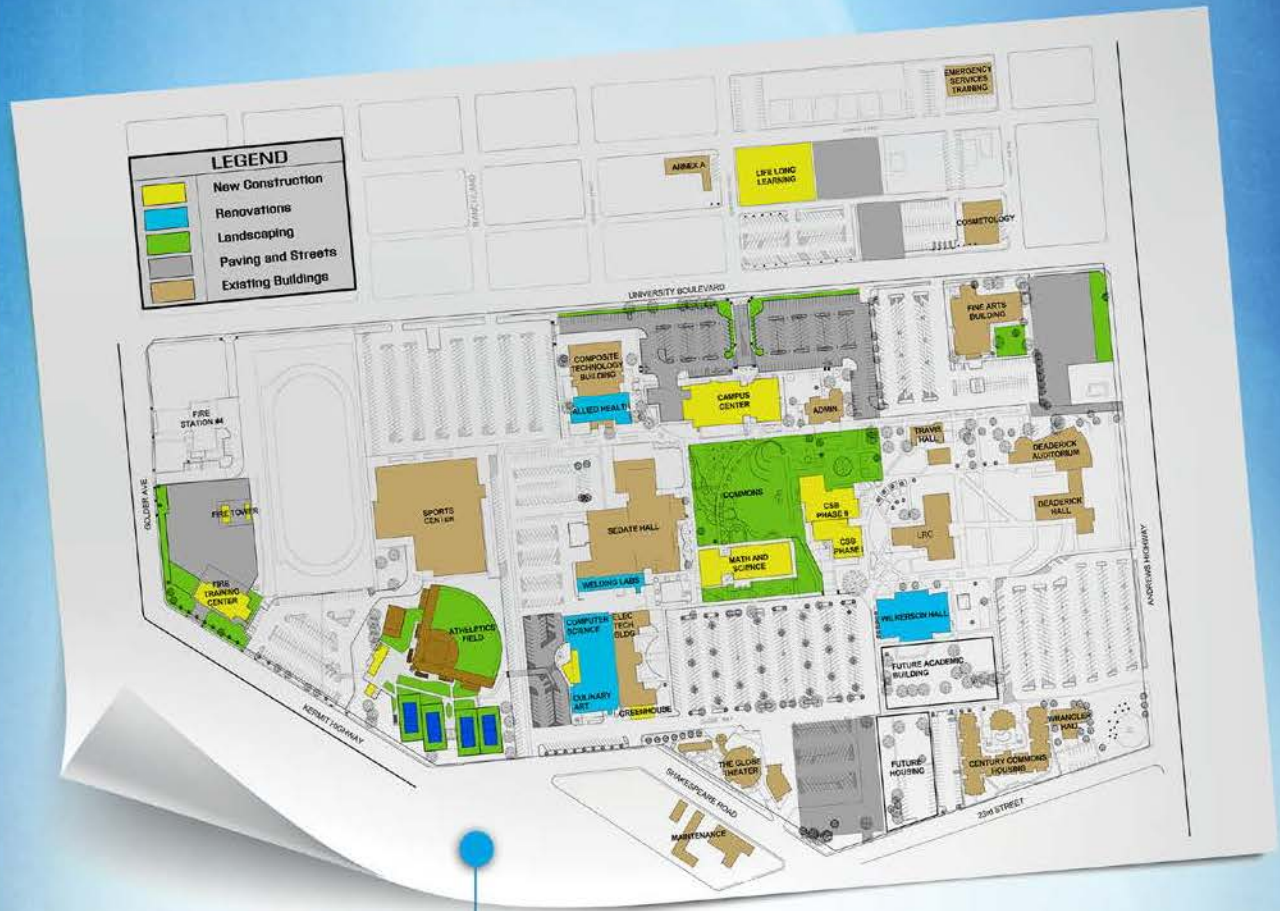 LEGEND
New Construction
Renovations
Landscaping
Paving and Streets
Existing Buildings
EMERGENCY
SERVICES
TRAINING
ANNEX A
LIFE LONG
LEARNING
COSMETOLOGY
UNIVERSITY BOULEVARD
FINE ARTS
BUILDING
COMPOSITE
TECHNOLOGY
BUILDING
ALLIED HEALTH
CAMPUS
CENTER
ADMIN.
TRAVIS
HALL
DEADERICK
AUDITORIUM
DEADERICK
HALL
FIRE
STATION #4
GOLDER AVE
FIRE TOWER
FIRE
TRAINING
CENTER
SPORTS
CENTER
SEDATE HALL
WELDING LABS
COMMONS
CSB
PHASE II
CSB
PHASE I
LRC
MATH AND
SCIENCE
ANDREWS HIGHWAY
ATHELETICS
FIELD
COMPUTER
SCIENCE
ELEC
TECH
BLDG
CULINARY
ART
GREENHOUSE
WILKERSON HALL
FUTURE ACADEMIC
BUILDING
KERMIT HIGHWAY
THE GLOBE
THEATER
SHAKESPEARE ROAD
MAINTENANCE
FUTURE
HOUSING
CENTURY COMMONS
HOUSING
WRANGLER
HALL
23rd STREET